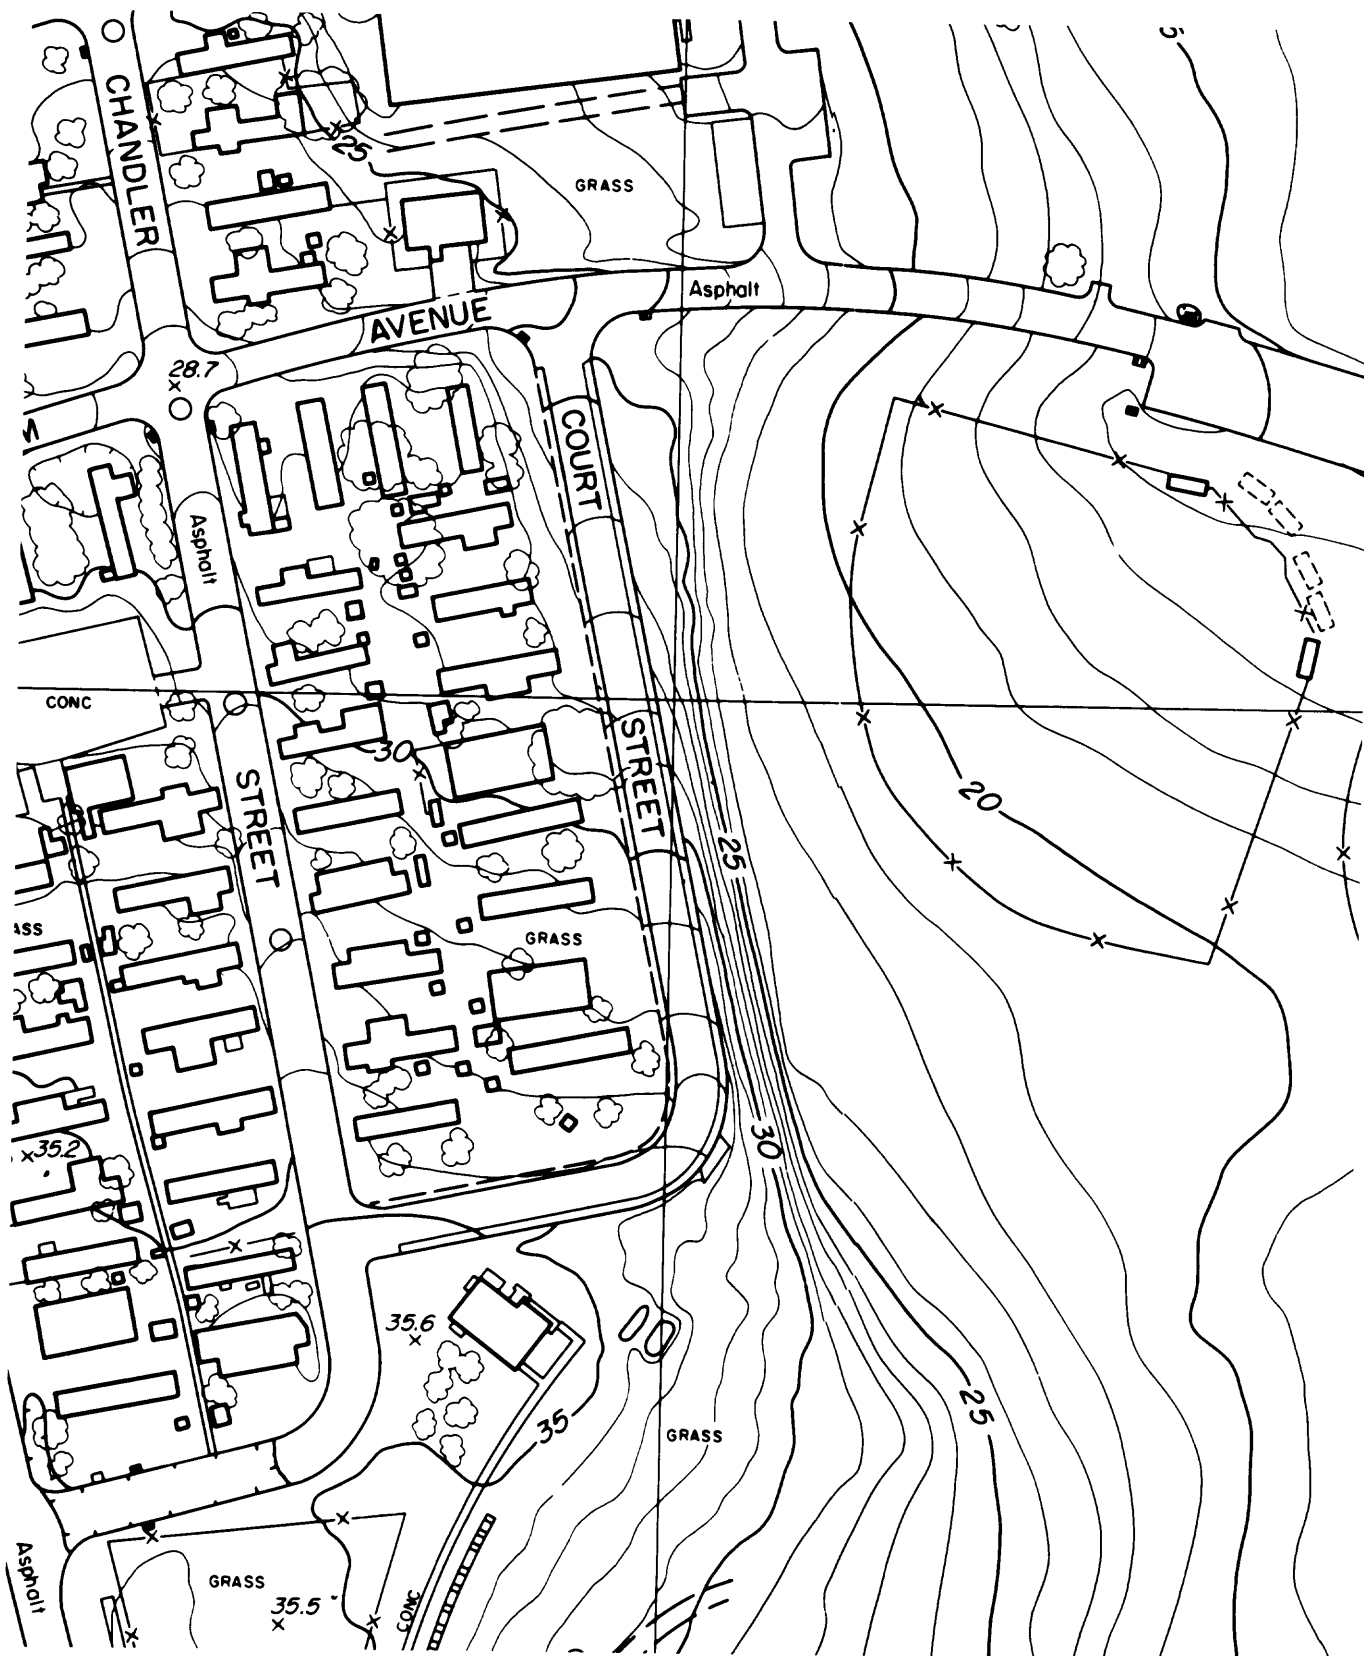 CHANDLER
25
GRASS
Asphalt
AVENUE
28.7
COURT
Asphalt
CONC
30
STREET
STREET
20
25
GRASS
35.2
30
35.6
35
25
GRASS
Asphalt
GRASS
35.5
CONC